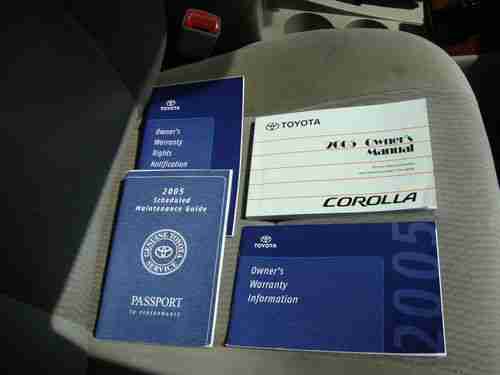 TOYOTA
Owner's
Warranty
Rights
Notification
TOYOTA
2005 Owner's
Manual
COROLLA
2005
Scheduled
Maintenance Guide
GENUINE TOYOTA
SERVICE
PASSPORT
to performance
TOYOTA
Owner's
Warranty
Information
2005